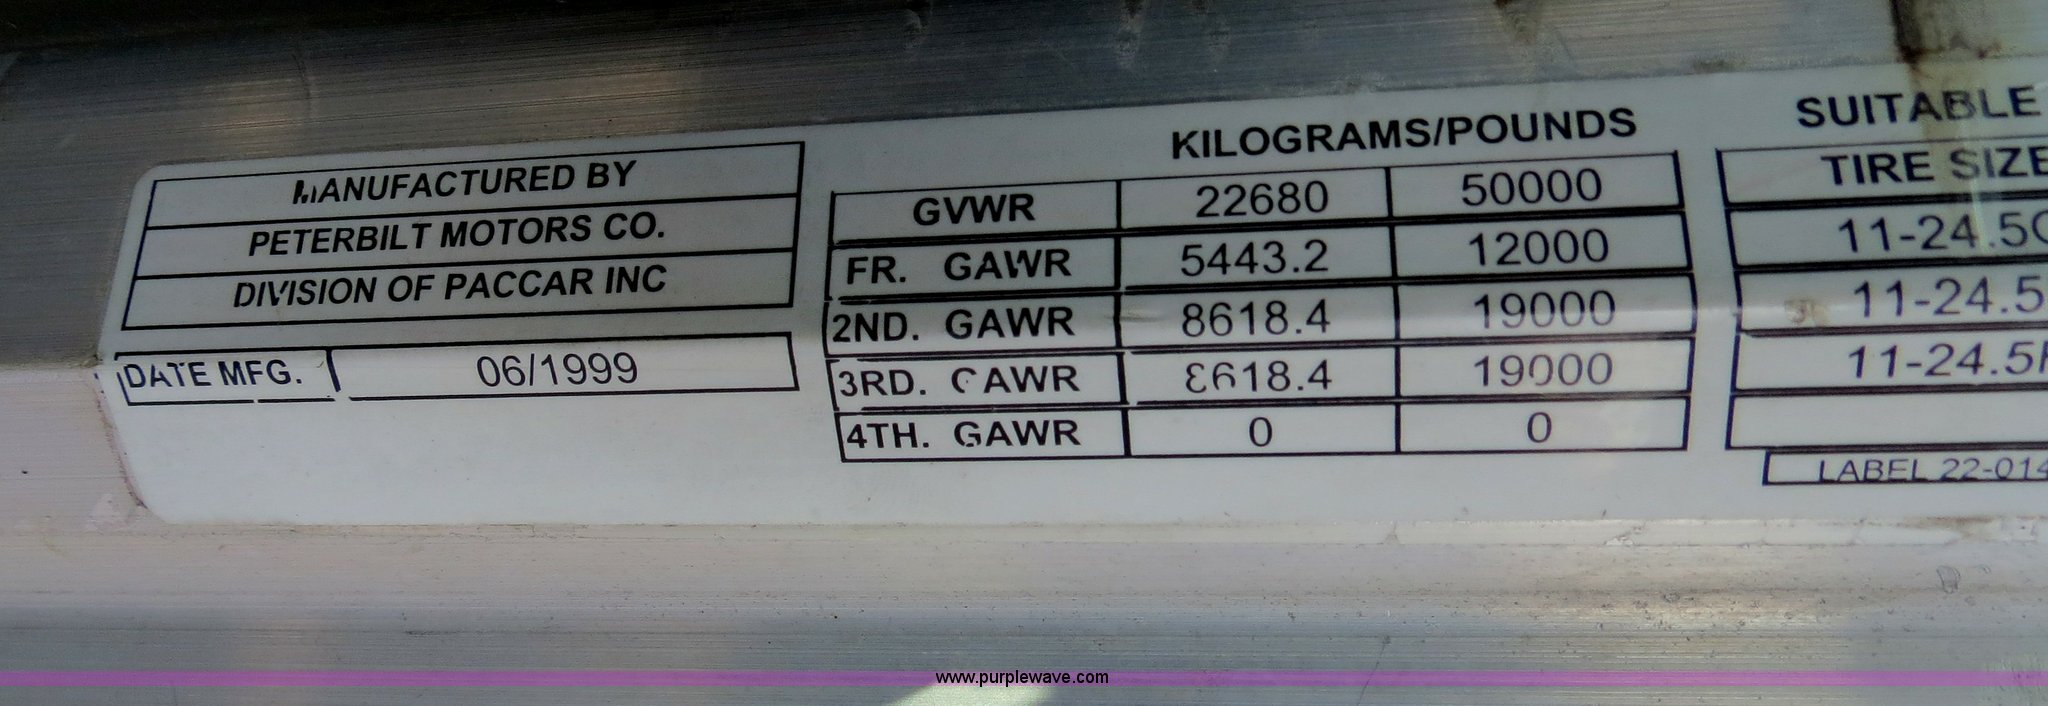 MANUFACTURED BY
PETERBILT MOTORS CO.
DIVISION OF PACCAR INC
DATE MFG. 06/1999
KILOGRAMS/POUNDS
GVWR 22680 50000
FR. GAWR 5443.2 12000
2ND. GAWR 8618.4 19000
3RD. GAWR 8618.4 19000
4TH. GAWR 0 0
SUITABLE
TIRE SIZE
11-24.5
11-24.5
11-24.5
LABEL 22-014
www.purplewave.com